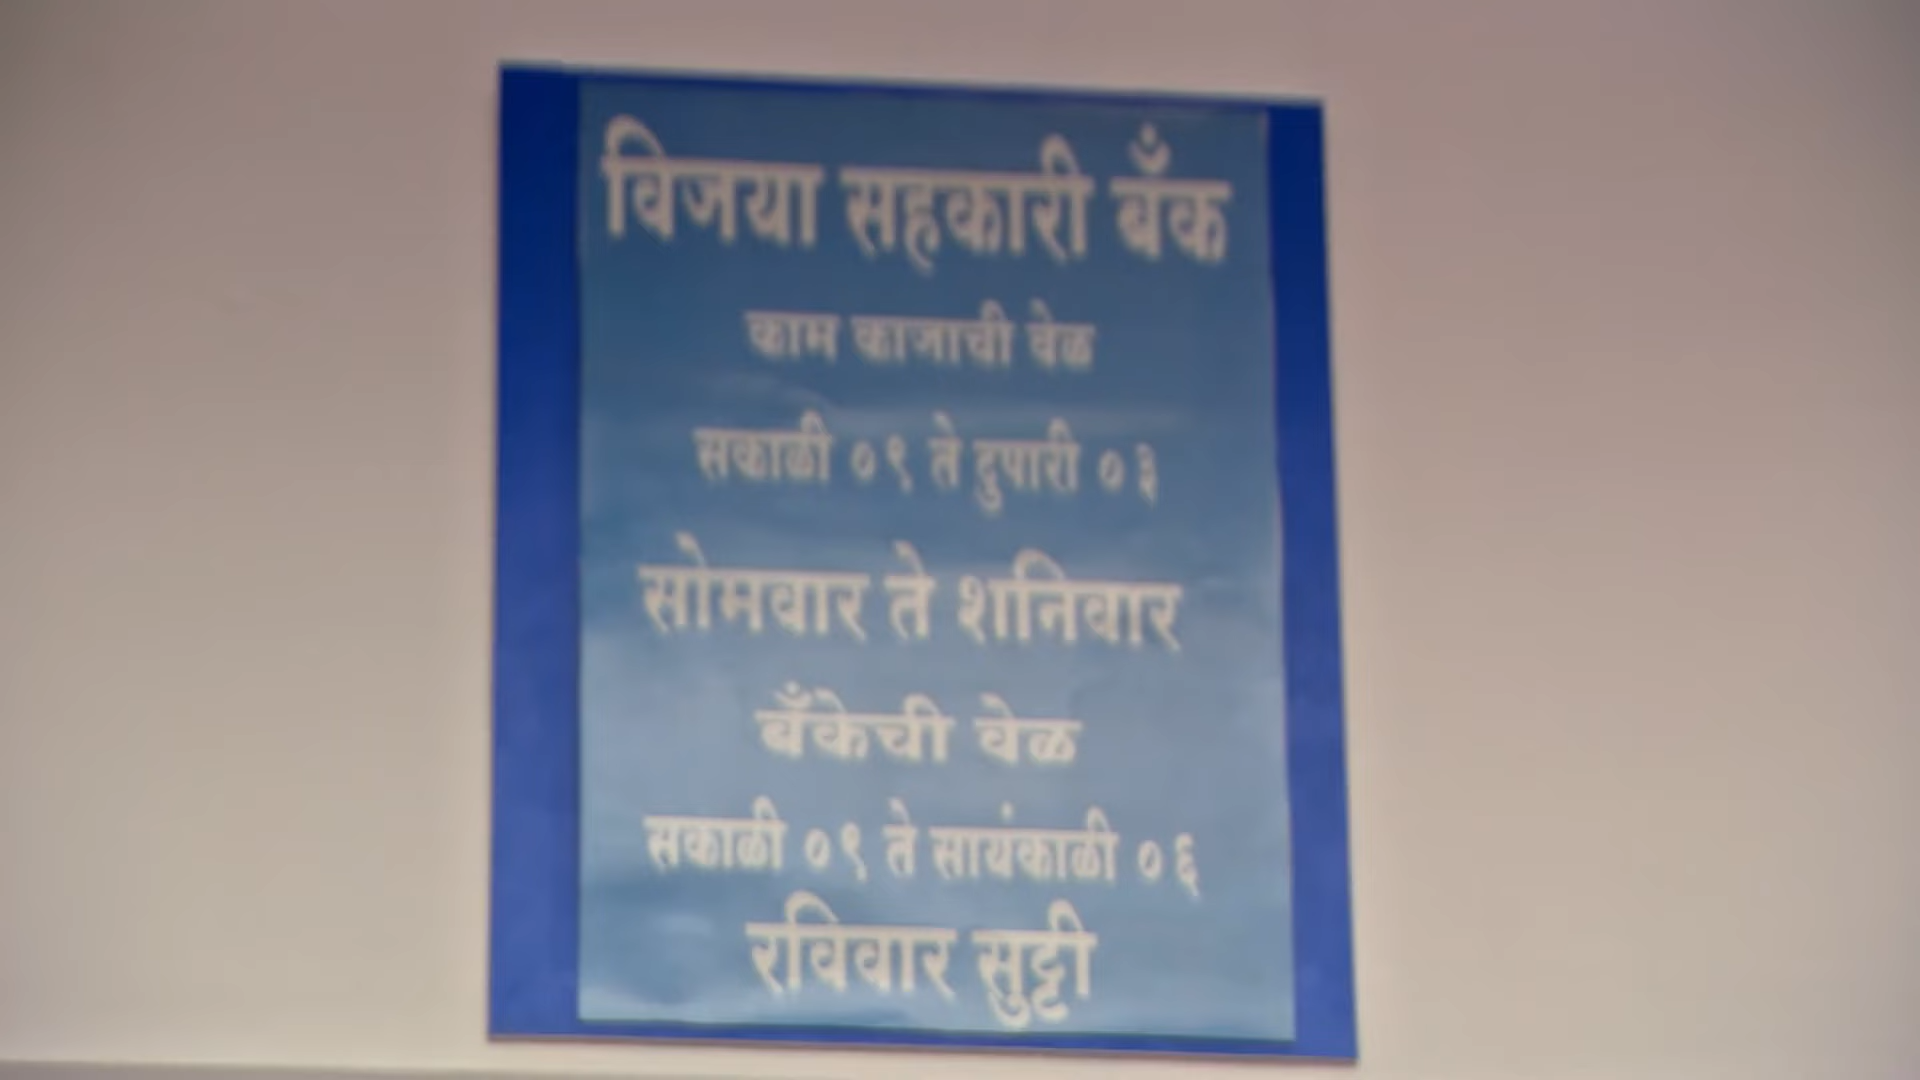 विजया सहकारी बँक
काम काजाची वेळ
सकाळी ०९ ते दुपारी ०३
सोमवार ते शनिवार
बँकेची वेळ
सकाळी ०९ ते सायंकाळी ०६
रविवार सुट्टी